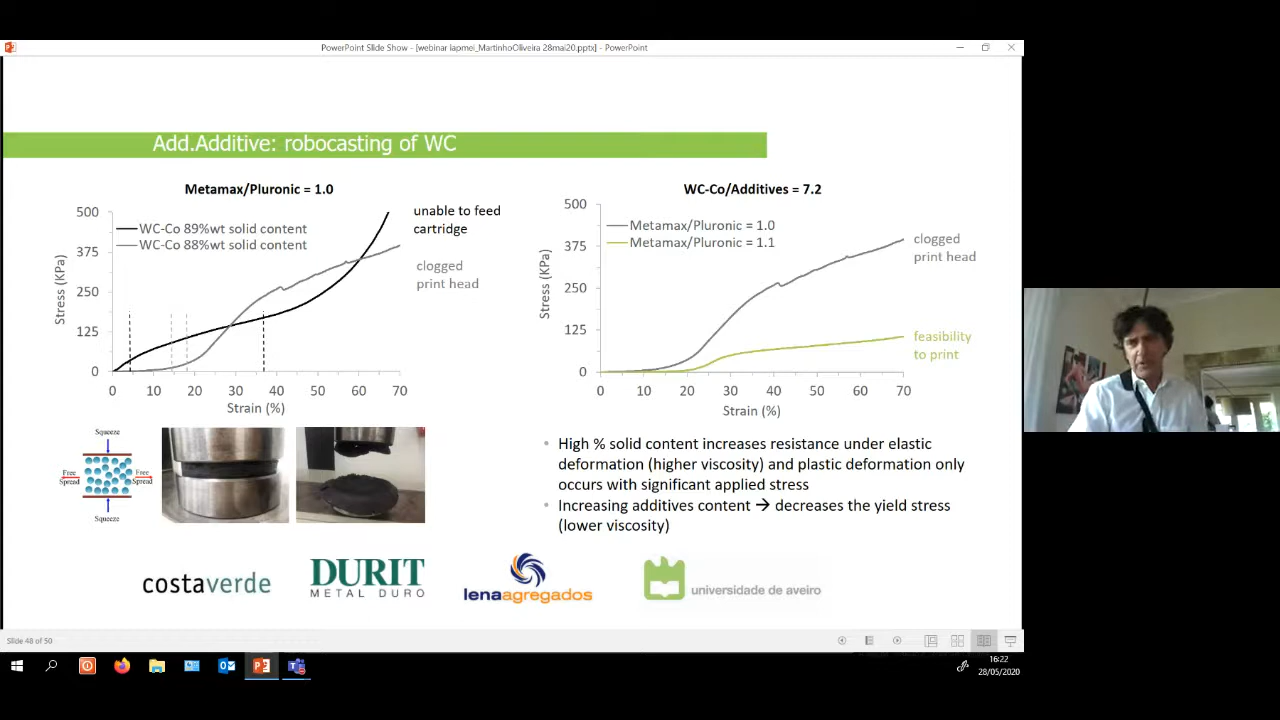 PowerPoint Slide Show - [webinar Iapmei_MartinhoOliveira 28mai20.pptx] - PowerPoint
Add.Additive: robocasting of WC
Metamax/Pluronic = 1.0
500
375
250
125
0
Stress (KPa)
WC-Co 89%wt solid content
WC-Co 88%wt solid content
unable to feed
cartridge
clogged
print head
0 10 20 30 40 50 60 70
Strain (%)
WC-Co/Additives = 7.2
500
375
250
125
0
Stress (KPa)
Metamax/Pluronic = 1.0
Metamax/Pluronic = 1.1
clogged
print head
feasibility
to print
0 10 20 30 40 50 60 70
Strain (%)
Squeeze
Free
Spread
Free
Spread
Squeeze
• High % solid content increases resistance under elastic
deformation (higher viscosity) and plastic deformation only
occurs with significant applied stress
• Increasing additives content → decreases the yield stress
(lower viscosity)
costaverde
DURIT
METAL DURO
lenaagregados
universidade de aveiro
Slide 48 of 50
16:22
28/05/2020